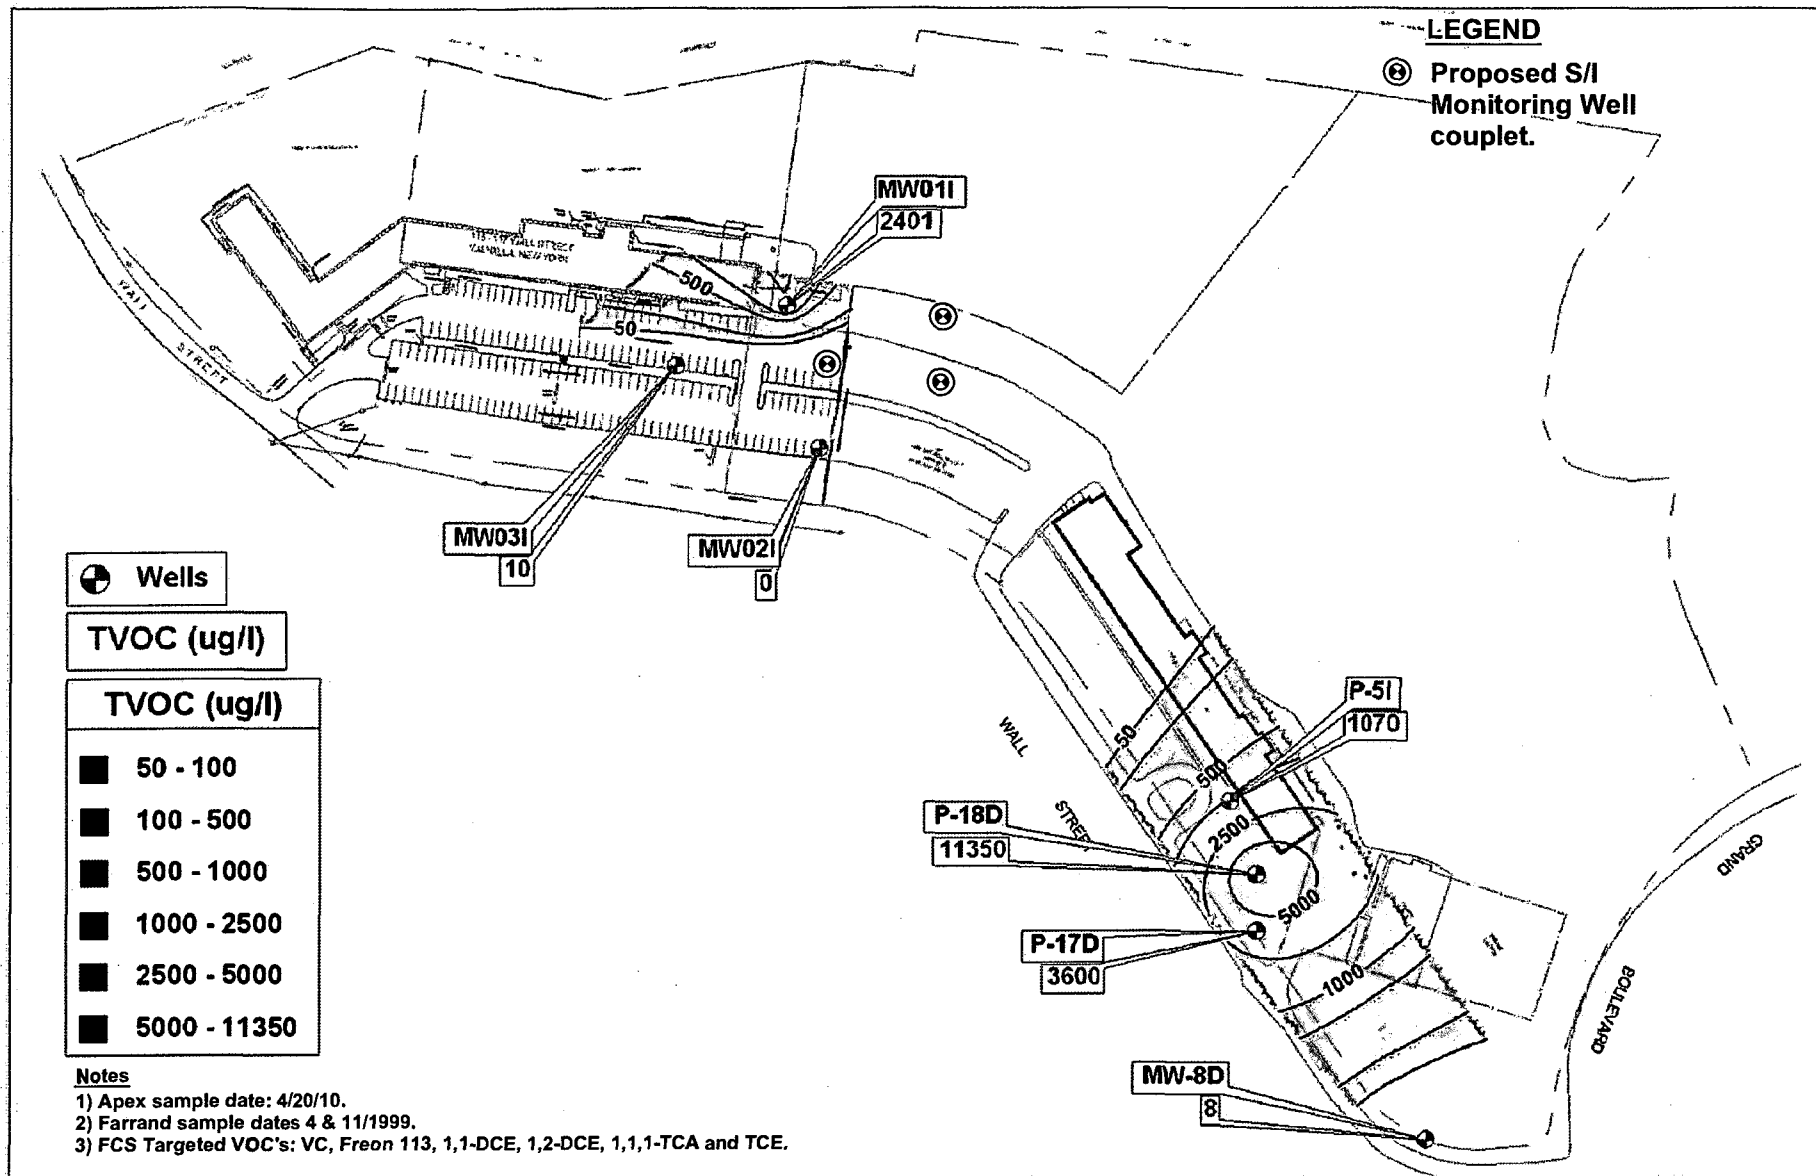 LEGEND
Proposed S/I
Monitoring Well
couplet.
MW01I
2401
500
50
WALL
STREET
MW03I
10
MW02I
0
Wells
TVOC (ug/l)
TVOC (ug/l)
50 - 100
100 - 500
500 - 1000
1000 - 2500
2500 - 5000
5000 - 11350
WALL
STREET
50
500
P-5I
1070
2500
P-18D
11350
5000
P-17D
3600
1000
GRAND
BOULEVARD
MW-8D
8
Notes
1) Apex sample date: 4/20/10.
2) Farrand sample dates 4 & 11/1999.
3) FCS Targeted VOC's: VC, Freon 113, 1,1-DCE, 1,2-DCE, 1,1,1-TCA and TCE.